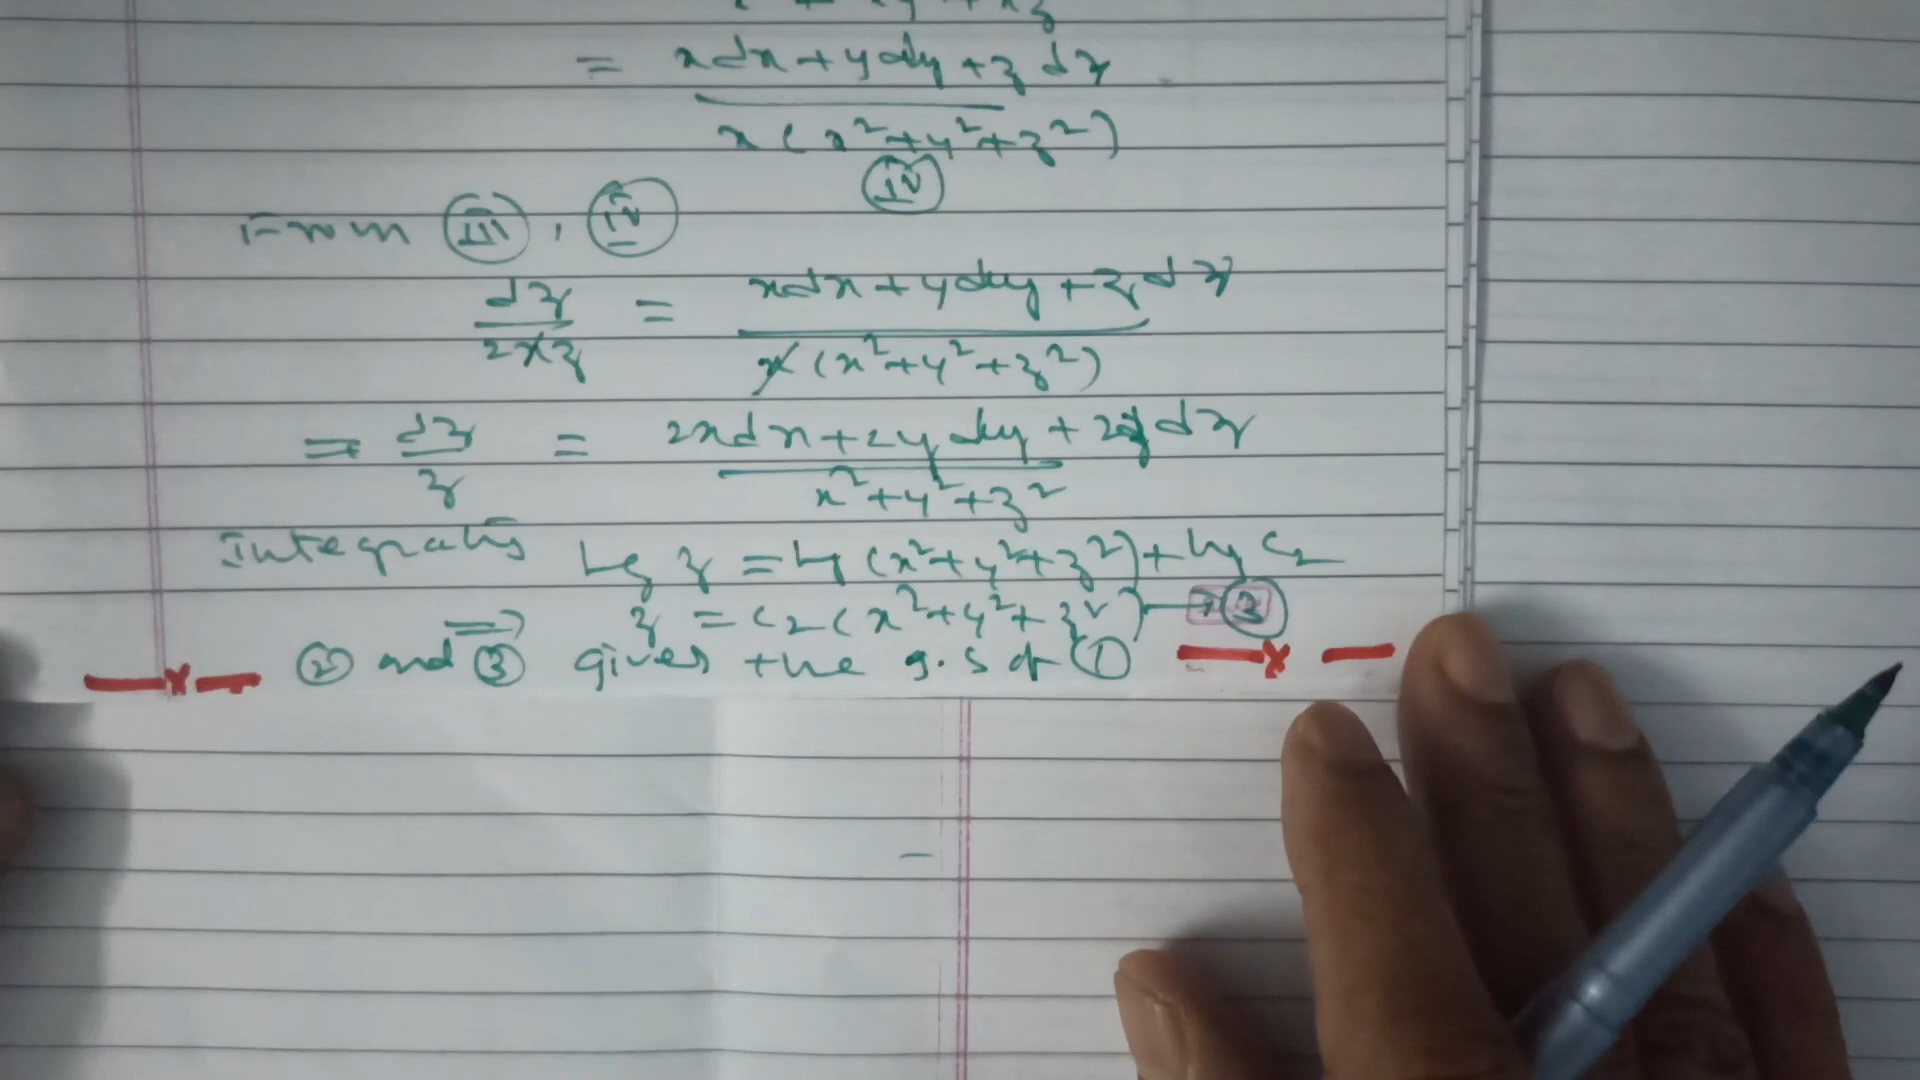 = xdx+ydy+zdz
x(x²+y²+z²)
IV
From III, IV
dz/2xz = xdx+ydy+zdz/x(x²+y²+z²)
⇒ dz/z = 2xdx+2ydy+2zdz/x²+y²+z²
Integrating log z = log (x²+y²+z²)+log c₂
⇒ z = c₂(x²+y²+z²) → 3
② and ③ gives the g.s of ①